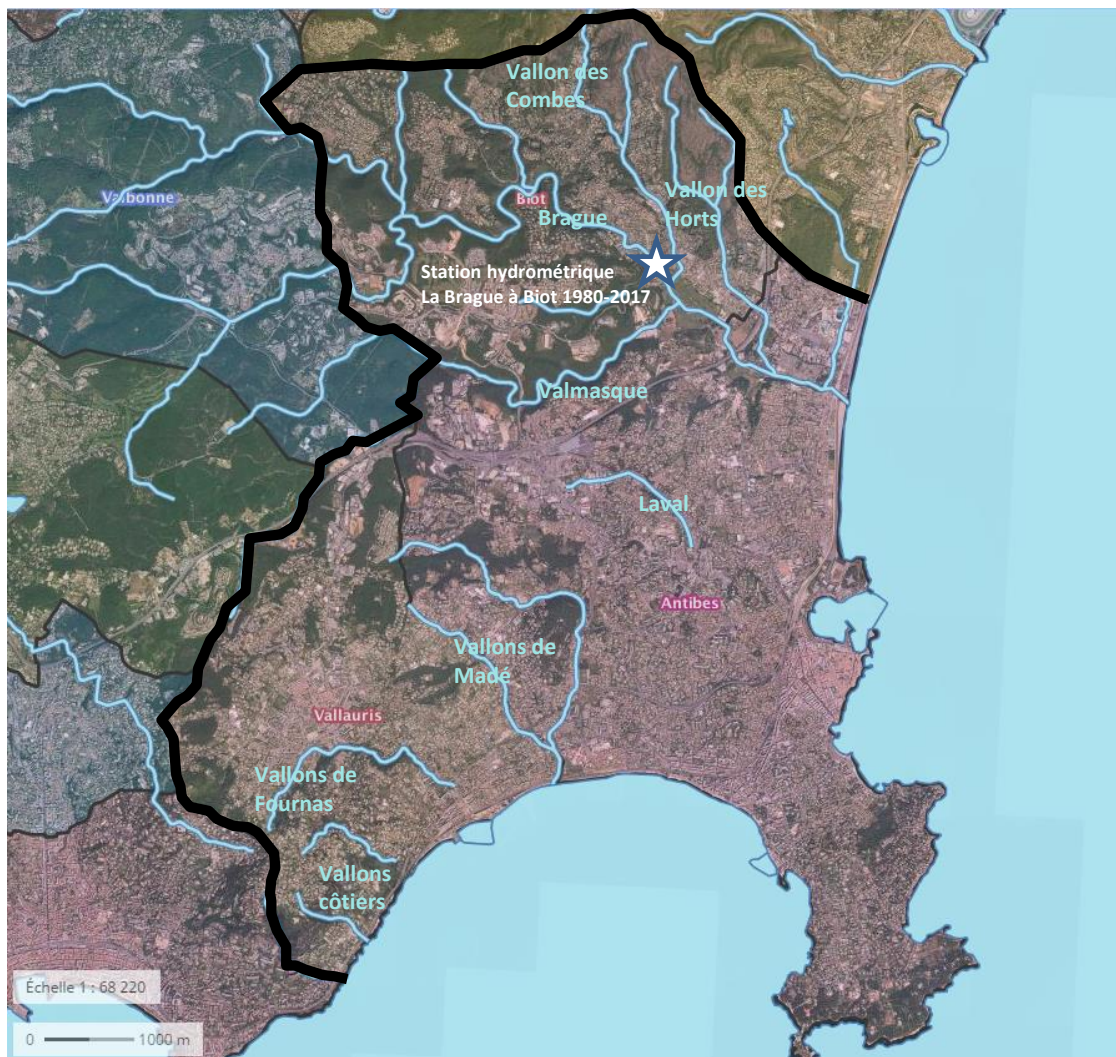 Vallon des
Combes
Valbonne
Biot
Vallon des
Horts
Brague
Station hydrométrique
La Brague à Biot 1980-2017
Valmasque
Laval
Antibes
Vallons de
Madé
Vallauris
Vallons de
Fournas
Vallons
côtiers
Échelle 1 : 68 220
0 1000 m